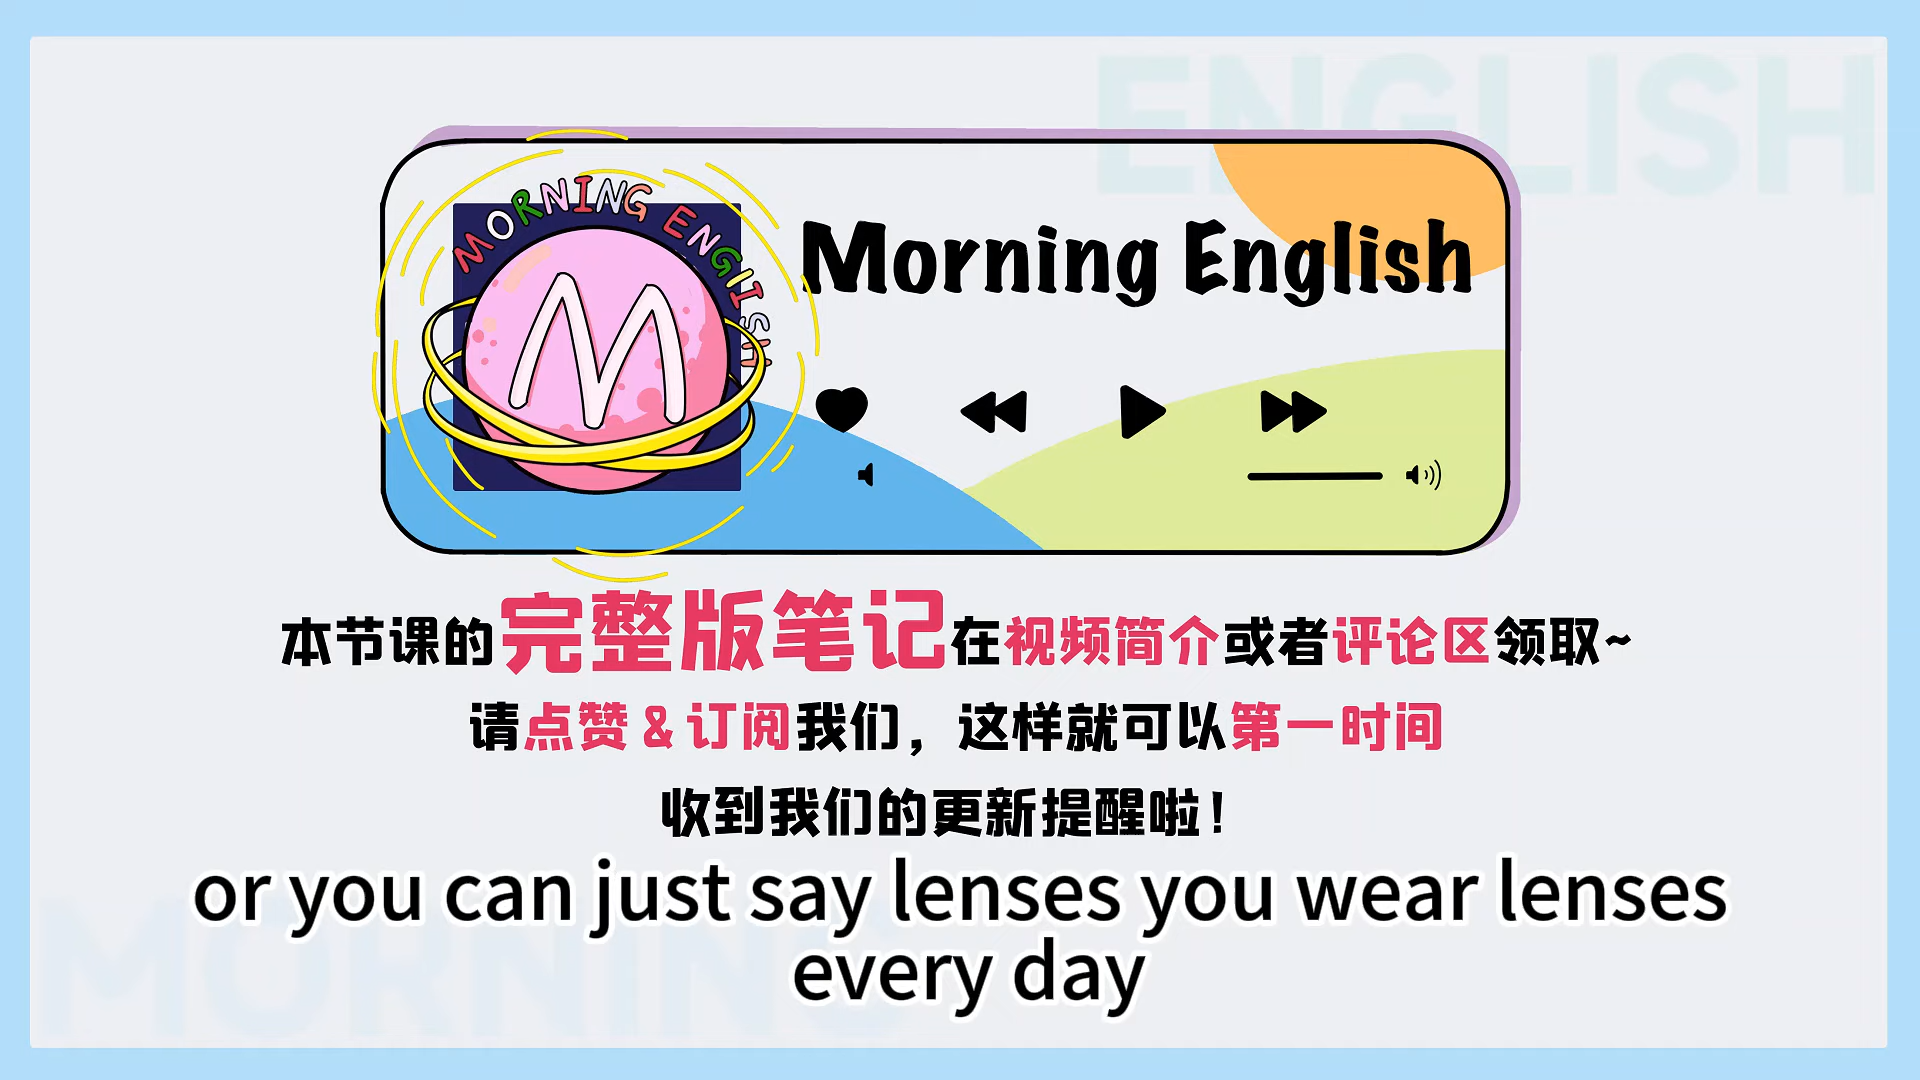 ENGLISH
MORNING ENGLISH
M
Morning English
本节课的完整版笔记在视频简介或者评论区领取~
请点赞&订阅我们，这样就可以第一时间
收到我们的更新提醒啦！
or you can just say lenses you wear lenses
every day
MORNING